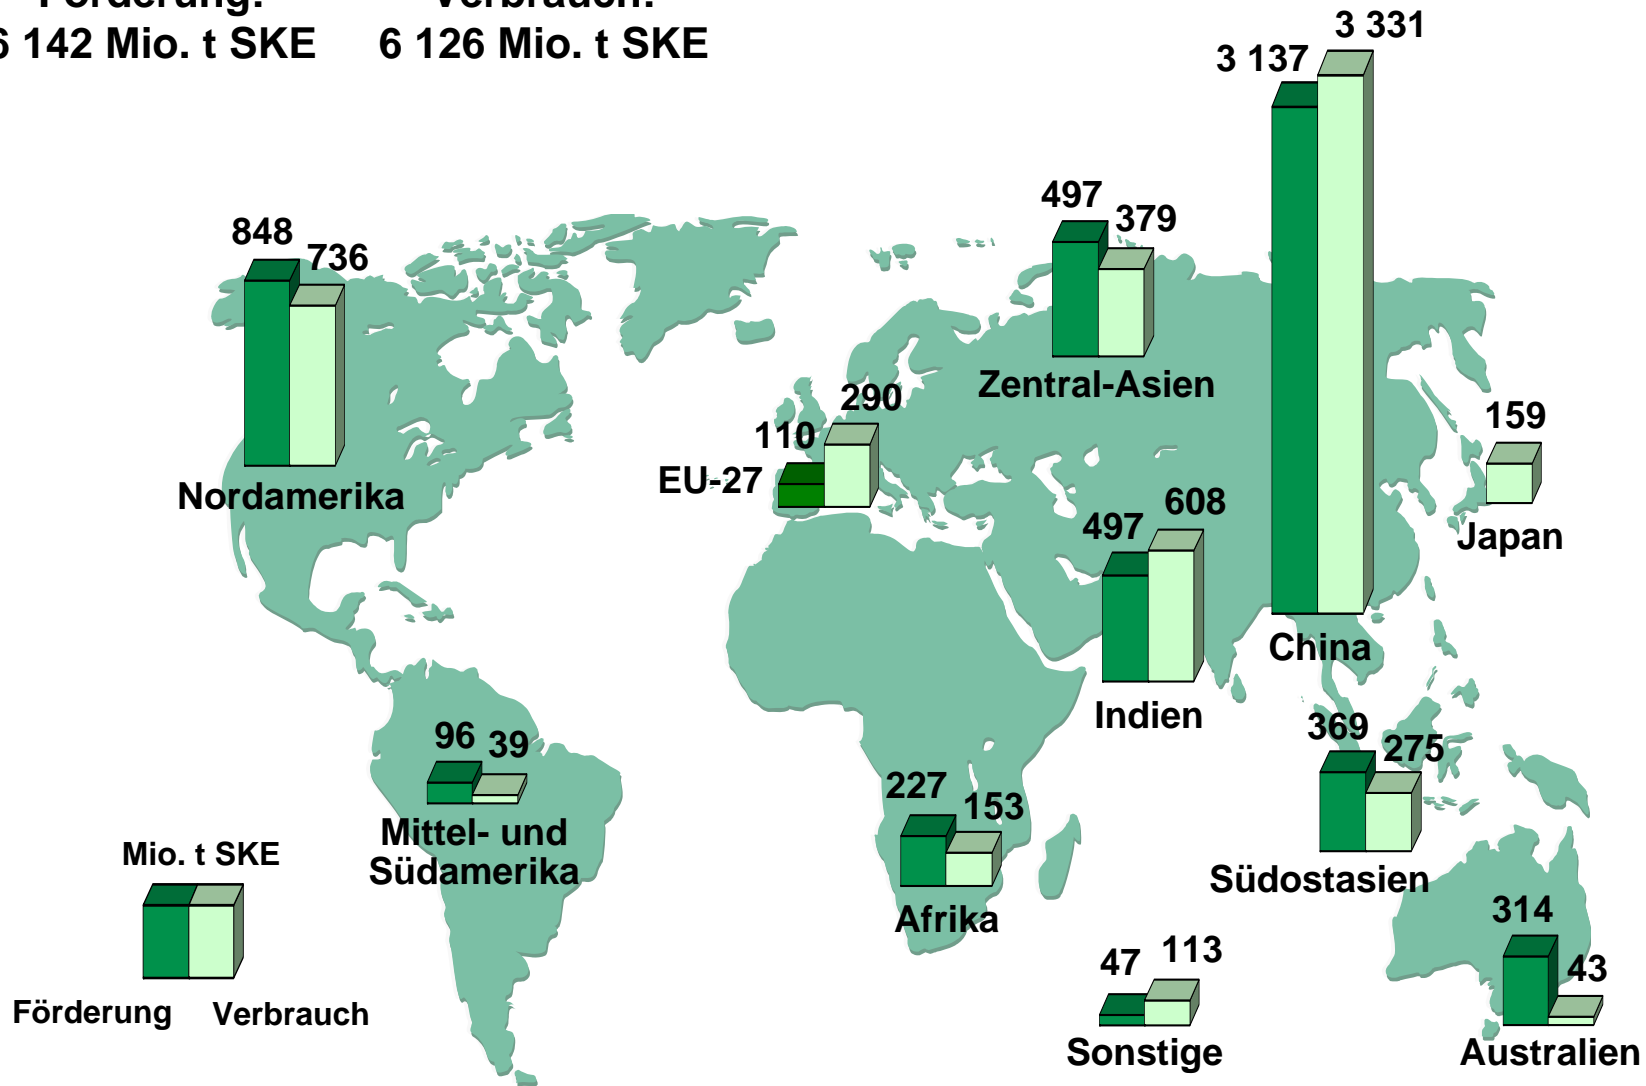 Förderung: Verbrauch:
6 142 Mio. t SKE 6 126 Mio. t SKE
3 331
3 137
497
379
848
736
Zentral-Asien
290
159
110
EU-27
Nordamerika
608
497
Japan
China
Indien
369
275
96
39
227
153
Mittel- und
Südamerika
Mio. t SKE
Südostasien
314
Afrika
47
113
43
Förderung Verbrauch
Sonstige
Australien